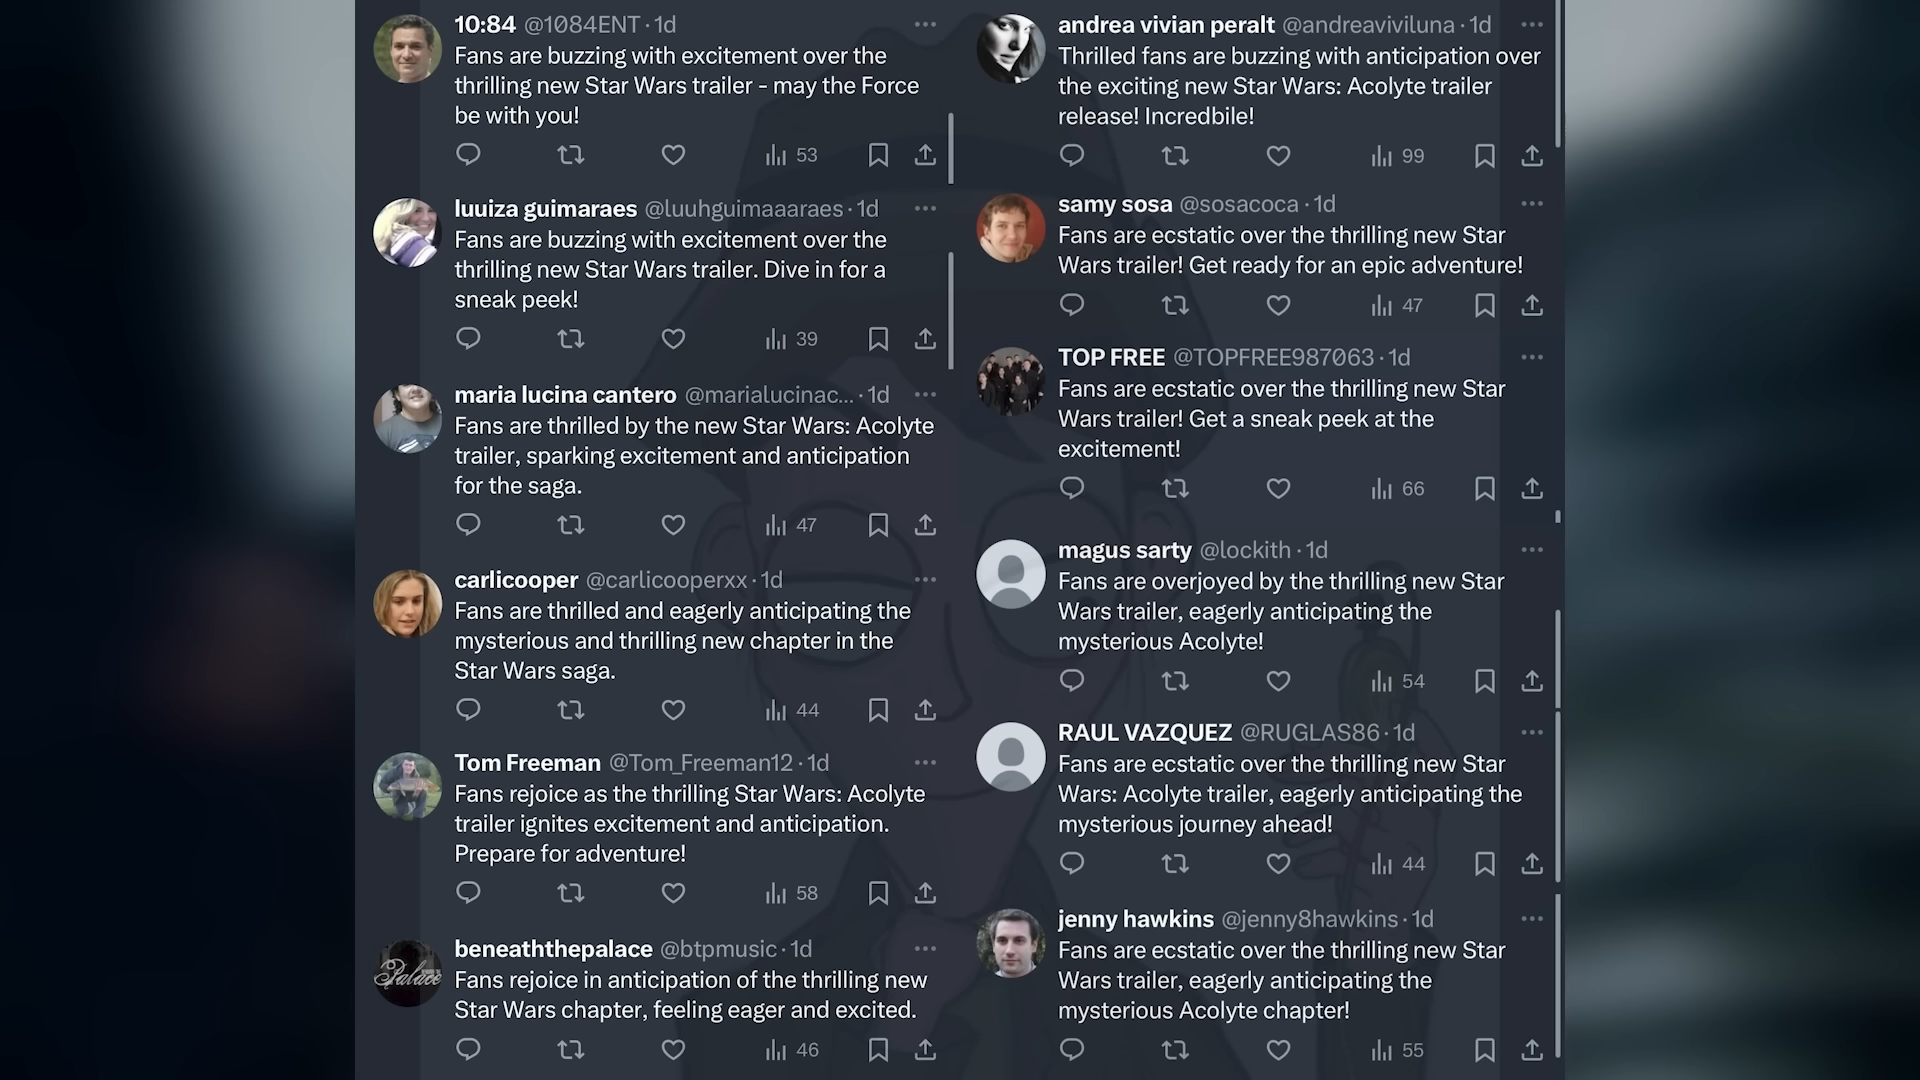 10:84 @1084ENT · 1d
Fans are buzzing with excitement over the
thrilling new Star Wars trailer - may the Force
be with you!
53
luuiza guimaraes @luuhguimaaaraes · 1d
Fans are buzzing with excitement over the
thrilling new Star Wars trailer. Dive in for a
sneak peek!
39
maria lucina cantero @marialucinac... · 1d
Fans are thrilled by the new Star Wars: Acolyte
trailer, sparking excitement and anticipation
for the saga.
47
carlicooper @carlicooperxx · 1d
Fans are thrilled and eagerly anticipating the
mysterious and thrilling new chapter in the
Star Wars saga.
44
Tom Freeman @Tom_Freeman12 · 1d
Fans rejoice as the thrilling Star Wars: Acolyte
trailer ignites excitement and anticipation.
Prepare for adventure!
58
Palace
beneaththepalace @btpmusic · 1d
Fans rejoice in anticipation of the thrilling new
Star Wars chapter, feeling eager and excited.
46
andrea vivian peralt @andreaviviluna · 1d
Thrilled fans are buzzing with anticipation over
the exciting new Star Wars: Acolyte trailer
release! Incredbile!
99
samy sosa @sosacoca · 1d
Fans are ecstatic over the thrilling new Star
Wars trailer! Get ready for an epic adventure!
47
TOP FREE @TOPFREE987063 · 1d
Fans are ecstatic over the thrilling new Star
Wars trailer! Get a sneak peek at the
excitement!
66
magus sarty @lockith · 1d
Fans are overjoyed by the thrilling new Star
Wars trailer, eagerly anticipating the
mysterious Acolyte!
54
RAUL VAZQUEZ @RUGLAS86 · 1d
Fans are ecstatic over the thrilling new Star
Wars: Acolyte trailer, eagerly anticipating the
mysterious journey ahead!
44
jenny hawkins @jenny8hawkins · 1d
Fans are ecstatic over the thrilling new Star
Wars trailer, eagerly anticipating the
mysterious Acolyte chapter!
55